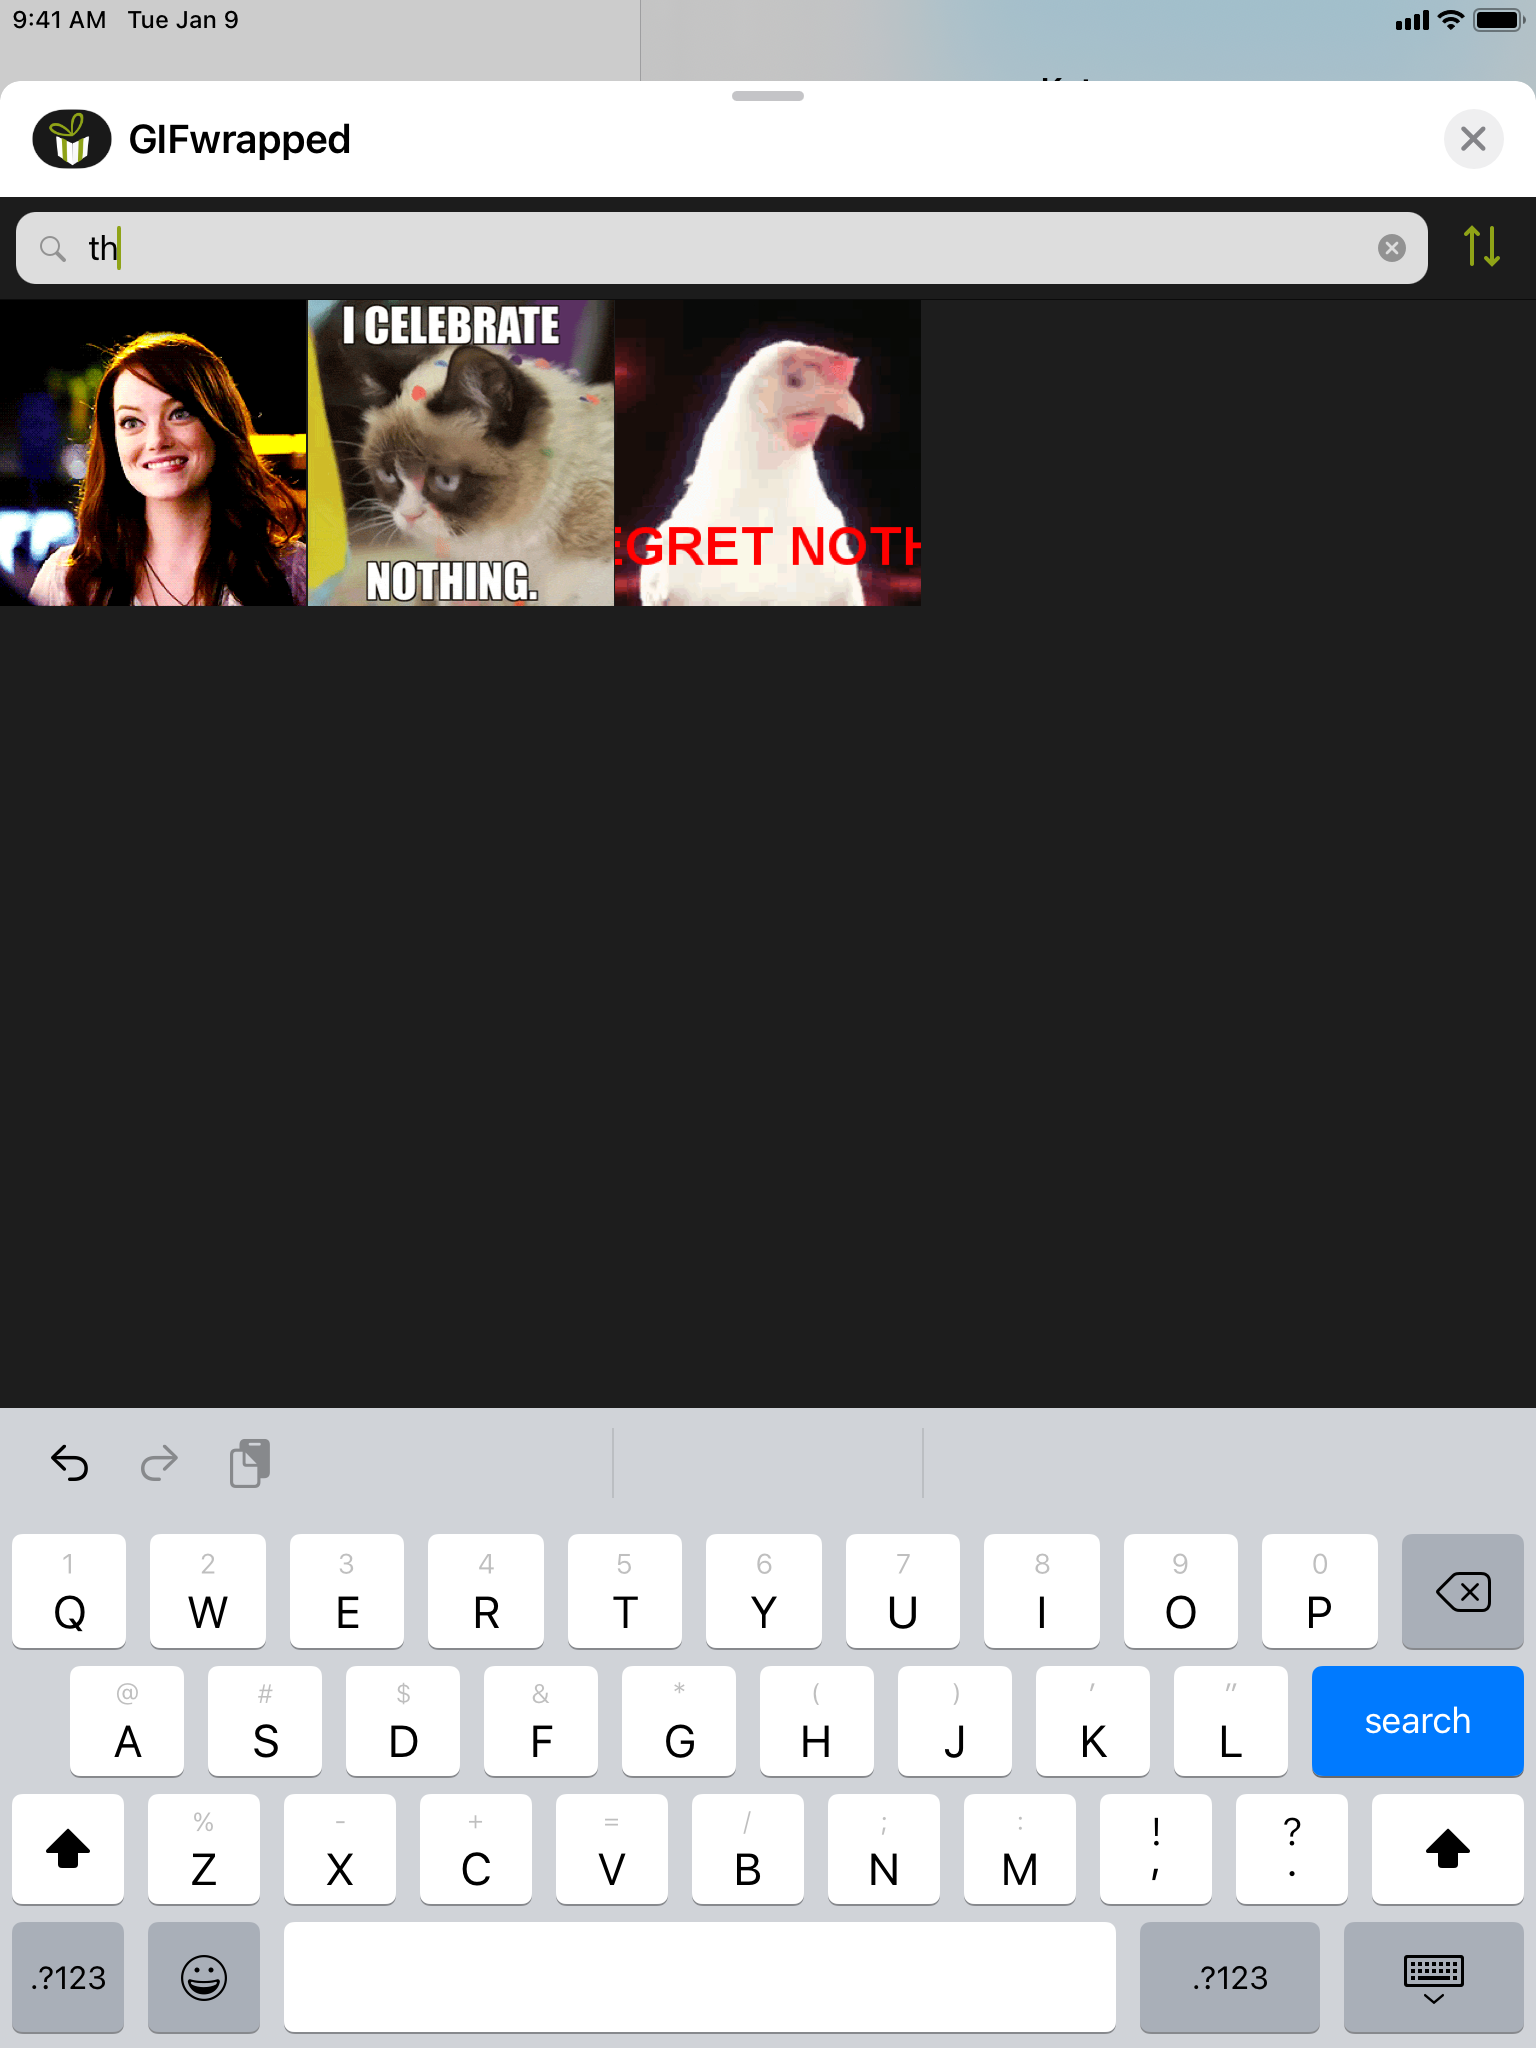 9:41 AM Tue Jan 9
GIFwrapped
th
I CELEBRATE
NOTHING.
EGRET NOTH
1 2 3 4 5 6 7 8 9 0
Q W E R T Y U I O P
@ # $ & * ( ) ' "
A S D F G H J K L search
% - + = / ; : ! ?
Z X C V B N M , .
.?123 .?123